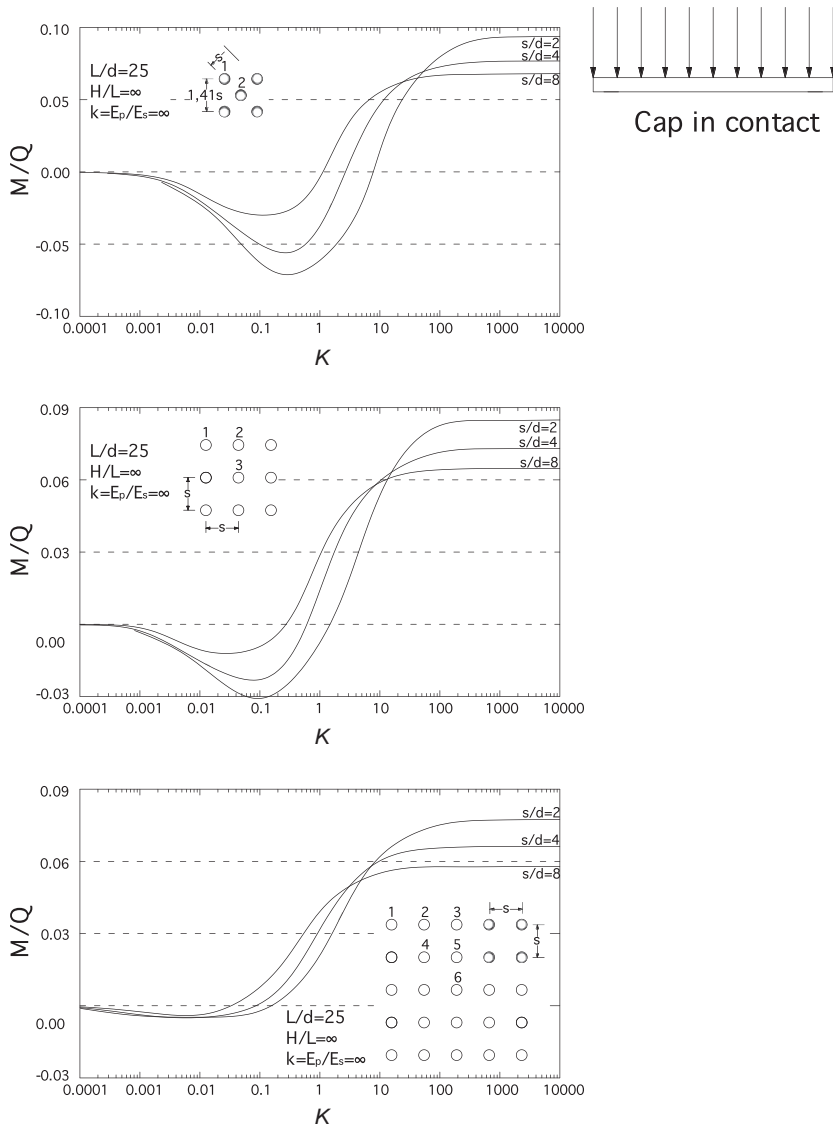 0.10
0.05
0.00
-0.05
-0.10
M/Q
L/d=25
H/L=∞
k=Ep/Es=∞
s
1
2
1,41s
s/d=2
s/d=4
s/d=8
0.0001 0.001 0.01 0.1 1 10 100 1000 10000
K
Cap in contact
0.09
0.06
0.03
0.00
-0.03
M/Q
L/d=25
H/L=∞
k=Ep/Es=∞
1 2
3
s
s
s/d=2
s/d=4
s/d=8
0.0001 0.001 0.01 0.1 1 10 100 1000 10000
K
0.09
0.06
0.03
0.00
-0.03
M/Q
s/d=2
s/d=4
s/d=8
1 2 3
s
s
4 5
6
L/d=25
H/L=∞
k=Ep/Es=∞
0.0001 0.001 0.01 0.1 1 10 100 1000 10000
K